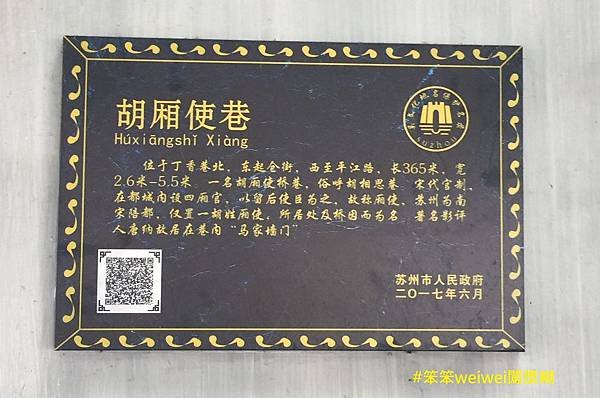 胡厢使巷
Húxiāngshǐ Xiàng
suzhou
位于丁香巷北，东起仓街，西至平江路，长365米，宽
2.6米-5.5米 一名胡厢使桥巷，俗呼胡相思巷 宋代官制，
在都城内设四厢官，以留后使臣为之，故称厢使，苏州为南
宋陪都，仅置一胡姓厢使，所居处及桥因而为名 著名影评
人唐纳故居在巷内“马家墙门”
苏州市人民政府
二〇一七年六月
#笨笨weiwei開懷相